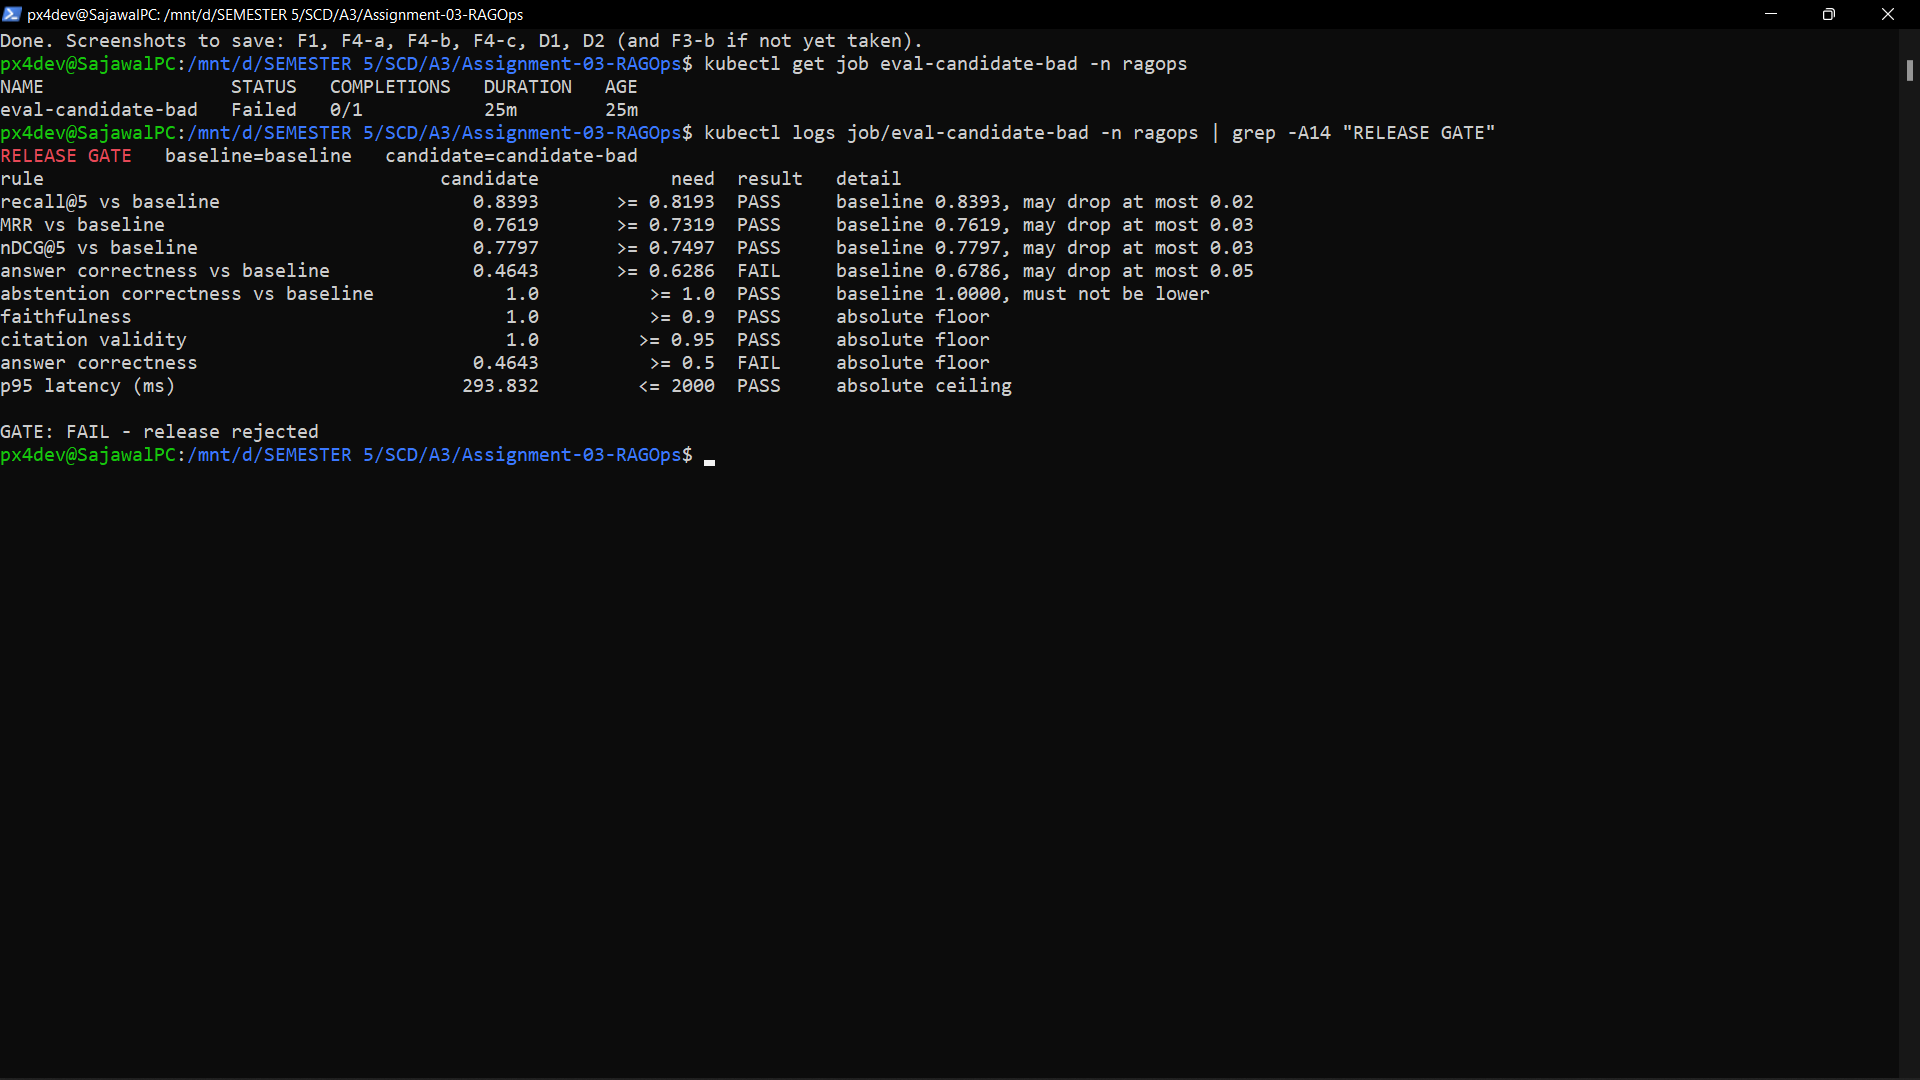 px4dev@SajawalPC: /mnt/d/SEMESTER 5/SCD/A3/Assignment-03-RAGOps
Done. Screenshots to save: F1, F4-a, F4-b, F4-c, D1, D2 (and F3-b if not yet taken).
px4dev@SajawalPC:/mnt/d/SEMESTER 5/SCD/A3/Assignment-03-RAGOps$ kubectl get job eval-candidate-bad -n ragops
NAME                 STATUS   COMPLETIONS   DURATION   AGE
eval-candidate-bad   Failed   0/1           25m        25m
px4dev@SajawalPC:/mnt/d/SEMESTER 5/SCD/A3/Assignment-03-RAGOps$ kubectl logs job/eval-candidate-bad -n ragops | grep -A14 "RELEASE GATE"
RELEASE GATE   baseline=baseline   candidate=candidate-bad
rule                                    candidate            need  result   detail
recall@5 vs baseline                       0.8393       >= 0.8193  PASS     baseline 0.8393, may drop at most 0.02
MRR vs baseline                            0.7619       >= 0.7319  PASS     baseline 0.7619, may drop at most 0.03
nDCG@5 vs baseline                         0.7797       >= 0.7497  PASS     baseline 0.7797, may drop at most 0.03
answer correctness vs baseline             0.4643       >= 0.6286  FAIL     baseline 0.6786, may drop at most 0.05
abstention correctness vs baseline            1.0          >= 1.0  PASS     baseline 1.0000, must not be lower
faithfulness                                  1.0          >= 0.9  PASS     absolute floor
citation validity                             1.0         >= 0.95  PASS     absolute floor
answer correctness                         0.4643          >= 0.5  FAIL     absolute floor
p95 latency (ms)                          293.832         <= 2000  PASS     absolute ceiling
GATE: FAIL - release rejected
px4dev@SajawalPC:/mnt/d/SEMESTER 5/SCD/A3/Assignment-03-RAGOps$